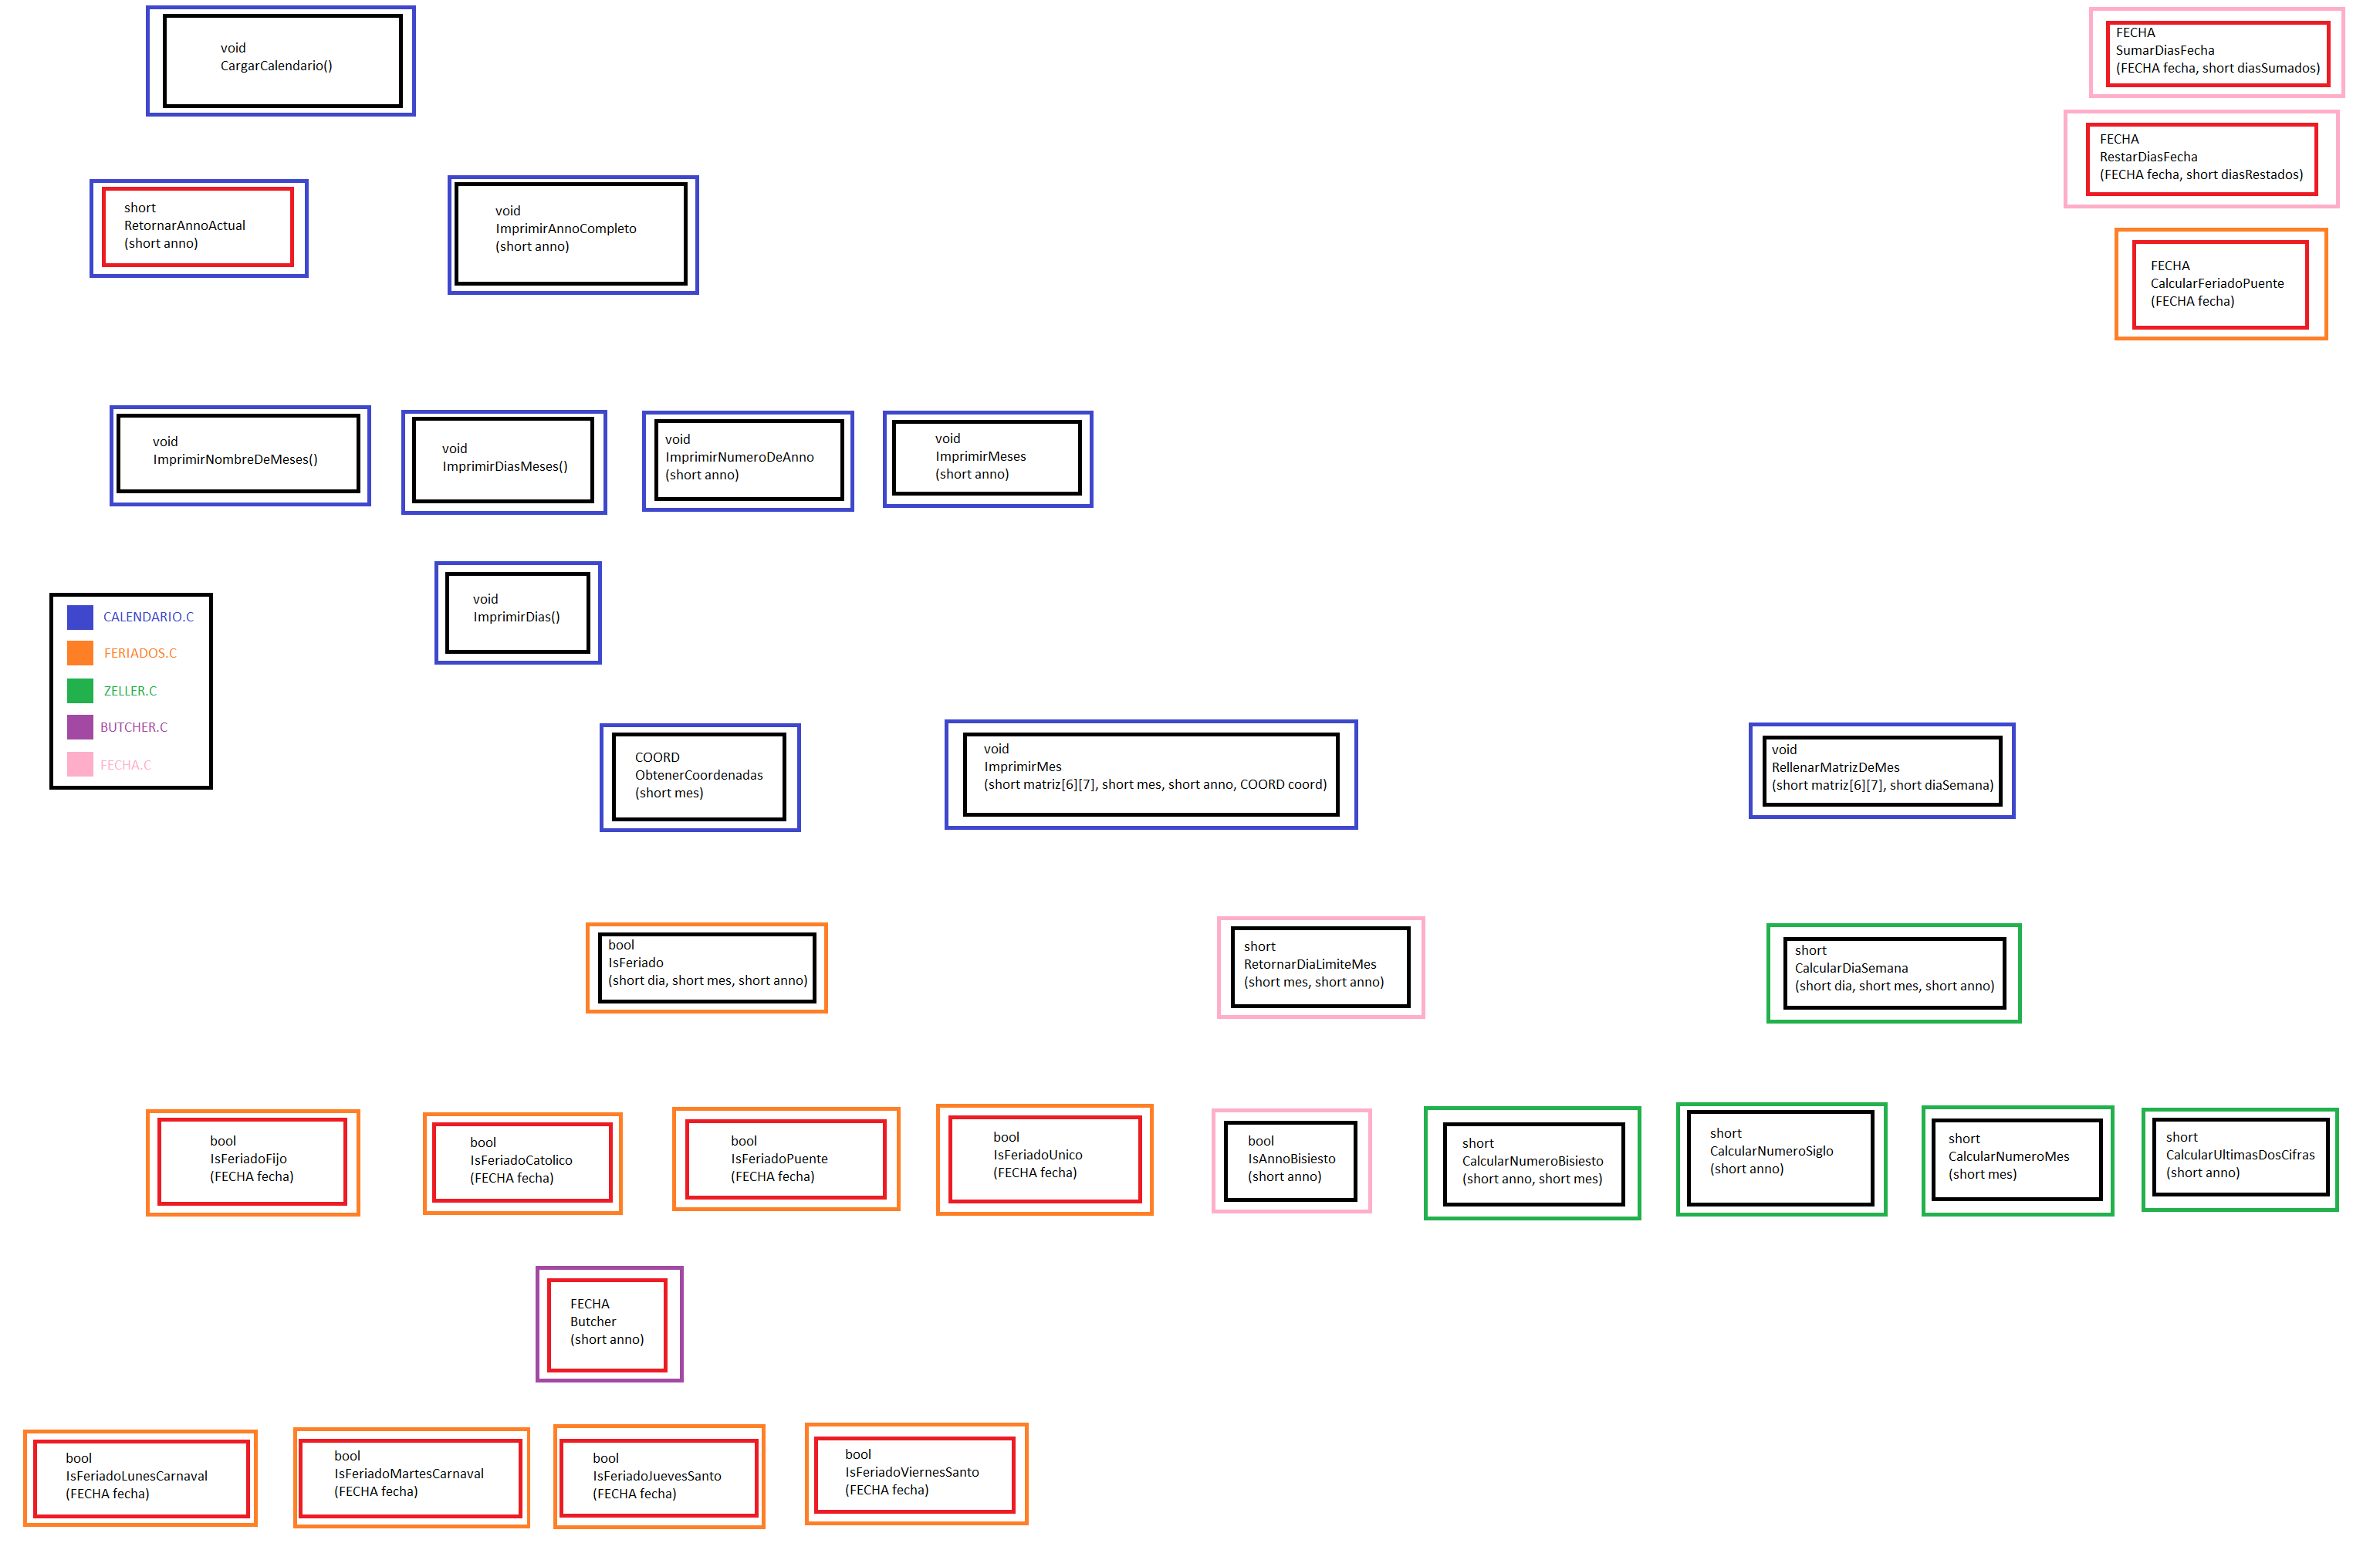 void
CargarCalendario()
FECHA
SumarDiasFecha
(FECHA fecha, short diasSumados)
FECHA
RestarDiasFecha
(FECHA fecha, short diasRestados)
short
RetornarAnnoActual
(short anno)
void
ImprimirAnnoCompleto
(short anno)
FECHA
CalcularFeriadoPuente
(FECHA fecha)
void
ImprimirNombreDeMeses()
void
ImprimirDiasMeses()
void
ImprimirNumeroDeAnno
(short anno)
void
ImprimirMeses
(short anno)
void
ImprimirDias()
CALENDARIO.C
FERIADOS.C
ZELLER.C
BUTCHER.C
FECHA.C
COORD
ObtenerCoordenadas
(short mes)
void
ImprimirMes
(short matriz[6][7], short mes, short anno, COORD coord)
void
RellenarMatrizDeMes
(short matriz[6][7], short diaSemana)
bool
IsFeriado
(short dia, short mes, short anno)
short
RetornarDiaLimiteMes
(short mes, short anno)
short
CalcularDiaSemana
(short dia, short mes, short anno)
bool
IsFeriadoFijo
(FECHA fecha)
bool
IsFeriadoCatolico
(FECHA fecha)
bool
IsFeriadoPuente
(FECHA fecha)
bool
IsFeriadoUnico
(FECHA fecha)
bool
IsAnnoBisiesto
(short anno)
short
CalcularNumeroBisiesto
(short anno, short mes)
short
CalcularNumeroSiglo
(short anno)
short
CalcularNumeroMes
(short mes)
short
CalcularUltimasDosCifras
(short anno)
FECHA
Butcher
(short anno)
bool
IsFeriadoLunesCarnaval
(FECHA fecha)
bool
IsFeriadoMartesCarnaval
(FECHA fecha)
bool
IsFeriadoJuevesSanto
(FECHA fecha)
bool
IsFeriadoViernesSanto
(FECHA fecha)